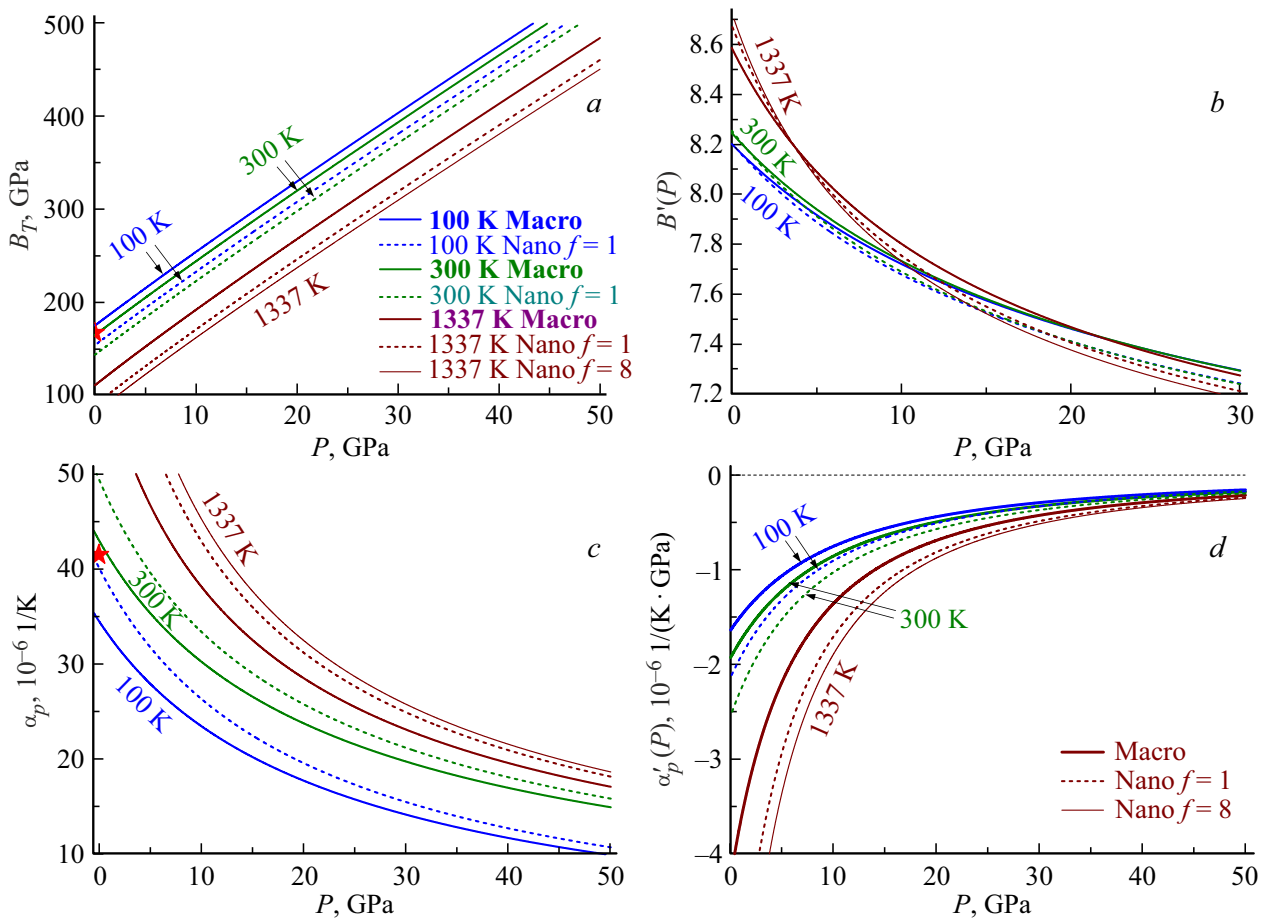 500
400
300
200
100
B_T, GPa
a
300 K
100 K
1337 K
100 K Macro
100 K Nano f = 1
300 K Macro
300 K Nano f = 1
1337 K Macro
1337 K Nano f = 1
1337 K Nano f = 8
0 10 20 30 40 50
P, GPa
8.6
8.4
8.2
8.0
7.8
7.6
7.4
7.2
B'(P)
b
1337 K
300 K
100 K
0 10 20 30
P, GPa
50
40
30
20
10
α_p, 10⁻⁶ 1/K
c
1337 K
300 K
100 K
0 10 20 30 40 50
P, GPa
0
–1
–2
–3
–4
α'_p(P), 10⁻⁶ 1/(K · GPa)
d
100 K
300 K
1337 K
Macro
Nano f = 1
Nano f = 8
0 10 20 30 40 50
P, GPa